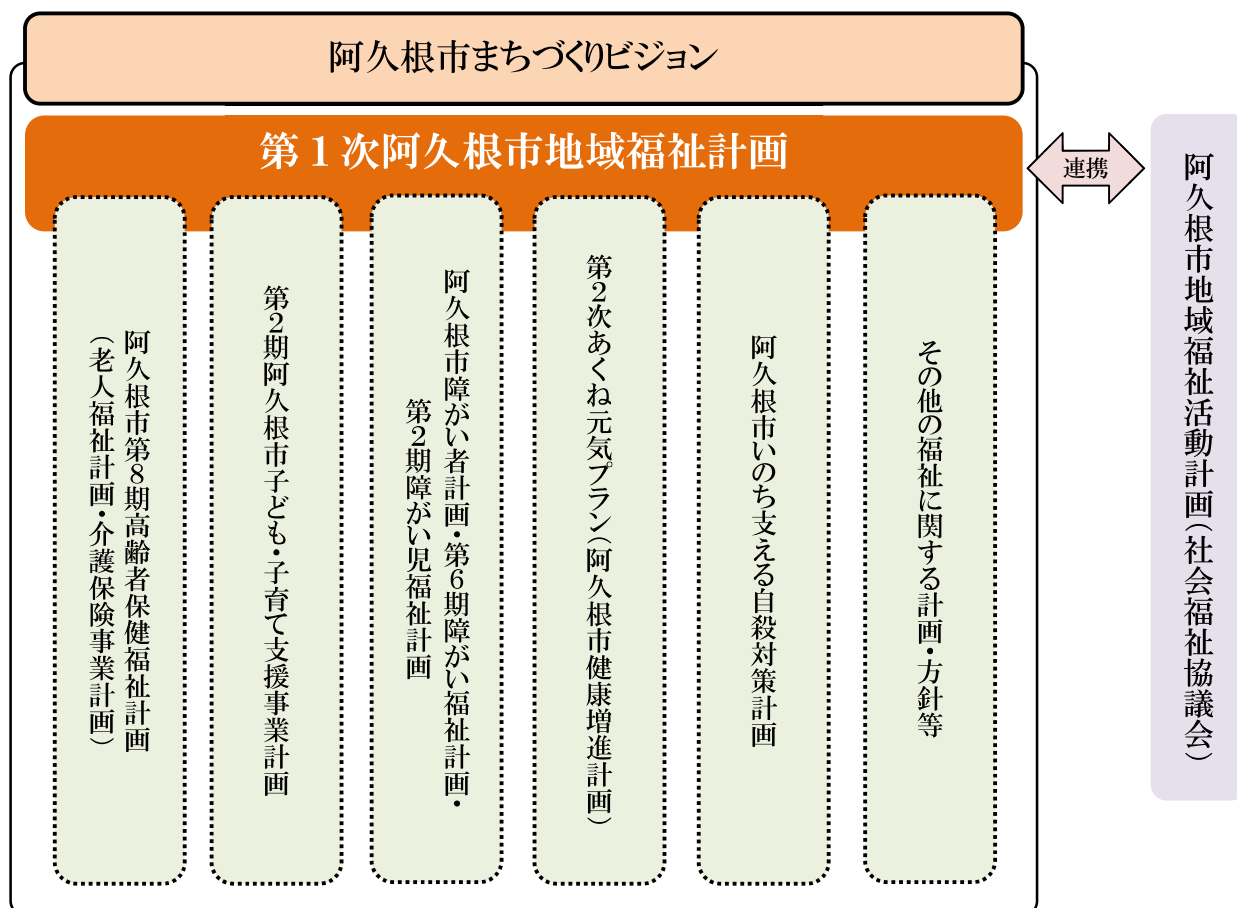 阿久根市まちづくりビジョン
第１次阿久根市地域福祉計画
連携
阿久根市第８期高齢者保健福祉計画
（老人福祉計画・介護保険事業計画）
第２期阿久根市子ども・子育て支援事業計画
阿久根市障がい者計画・第６期障がい福祉計画・
第２期障がい児福祉計画
第２次あくね元気プラン（阿久根市健康増進計画）
阿久根市いのち支える自殺対策計画
その他の福祉に関する計画・方針等
阿久根市地域福祉活動計画（社会福祉協議会）